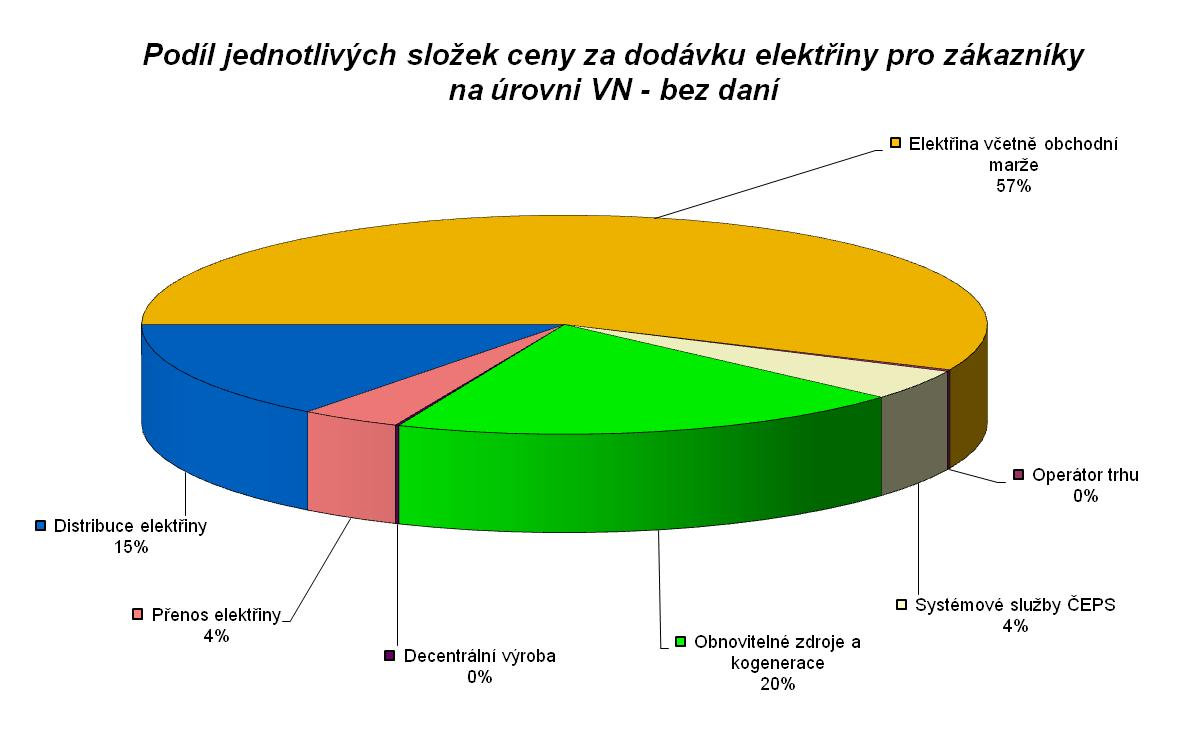 Podíl jednotlivých složek ceny za dodávku elektřiny pro zákazníky
na úrovni VN - bez daní
Elektřina včetně obchodní
marže
57%
Operátor trhu
0%
Distribuce elektřiny
15%
Systémové služby ČEPS
4%
Přenos elektřiny
4%
Obnovitelné zdroje a
kogenerace
20%
Decentrální výroba
0%